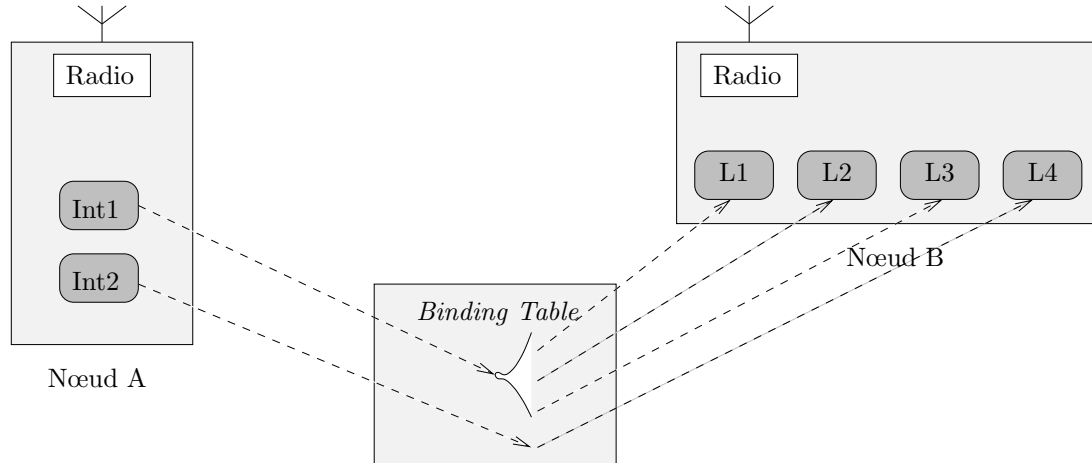 Radio
Int1
Int2
Nœud A
Binding Table
Radio
L1 L2 L3 L4
Nœud B